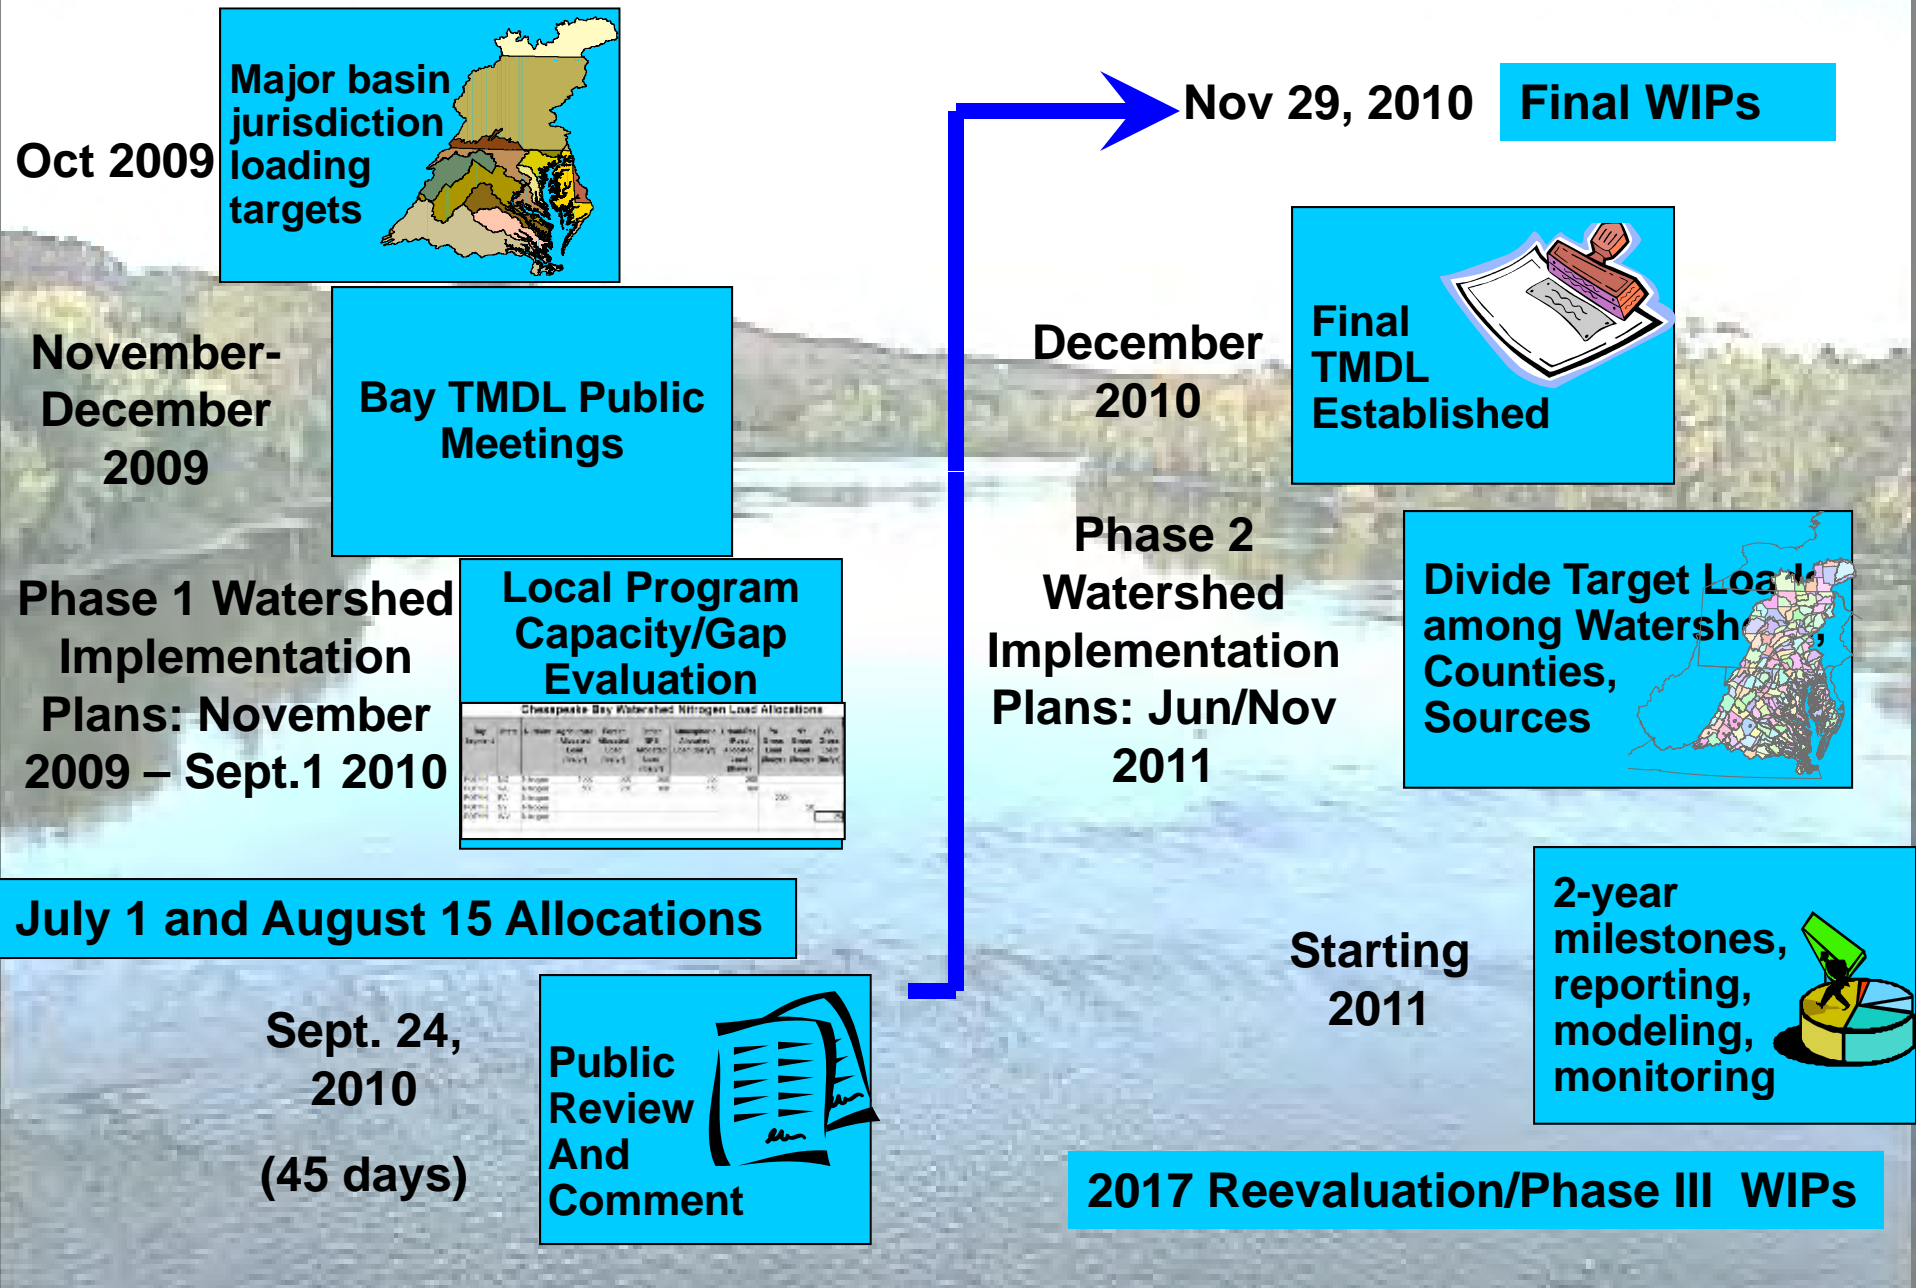 Oct 2009
Major basin
jurisdiction
loading
targets
November-
December
2009
Bay TMDL Public
Meetings
Phase 1 Watershed
Implementation
Plans: November
2009 – Sept.1 2010
Local Program
Capacity/Gap
Evaluation
Chesapeake Bay Watershed Nitrogen Load Allocations
July 1 and August 15 Allocations
Sept. 24,
2010
(45 days)
Public
Review
And
Comment
Nov 29, 2010
Final WIPs
December
2010
Final
TMDL
Established
Phase 2
Watershed
Implementation
Plans: Jun/Nov
2011
Divide Target Loads
among Watersheds,
Counties,
Sources
Starting
2011
2-year
milestones,
reporting,
modeling,
monitoring
2017 Reevaluation/Phase III WIPs